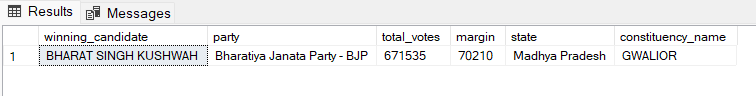 Results Messages
winning_candidate party total_votes margin state constituency_name
1 BHARAT SINGH KUSHWAH Bharatiya Janata Party - BJP 671535 70210 Madhya Pradesh GWALIOR